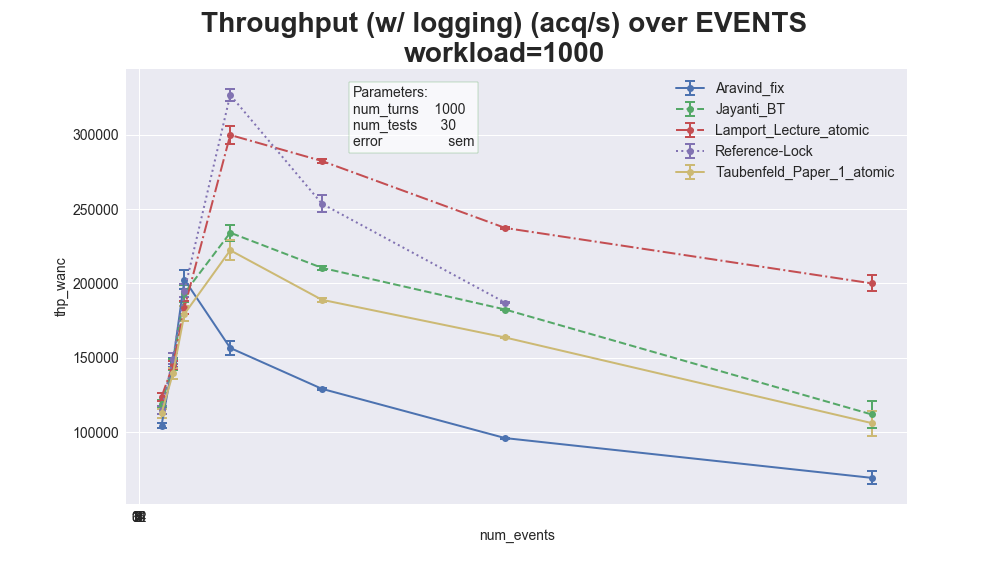 Throughput (w/ logging) (acq/s) over EVENTS
workload=1000
Parameters:
num_turns 1000
num_tests 30
error sem
Aravind_fix
Jayanti_BT
Lamport_Lecture_atomic
Reference-Lock
Taubenfeld_Paper_1_atomic
300000
250000
200000
150000
100000
thp_wanc
num_events